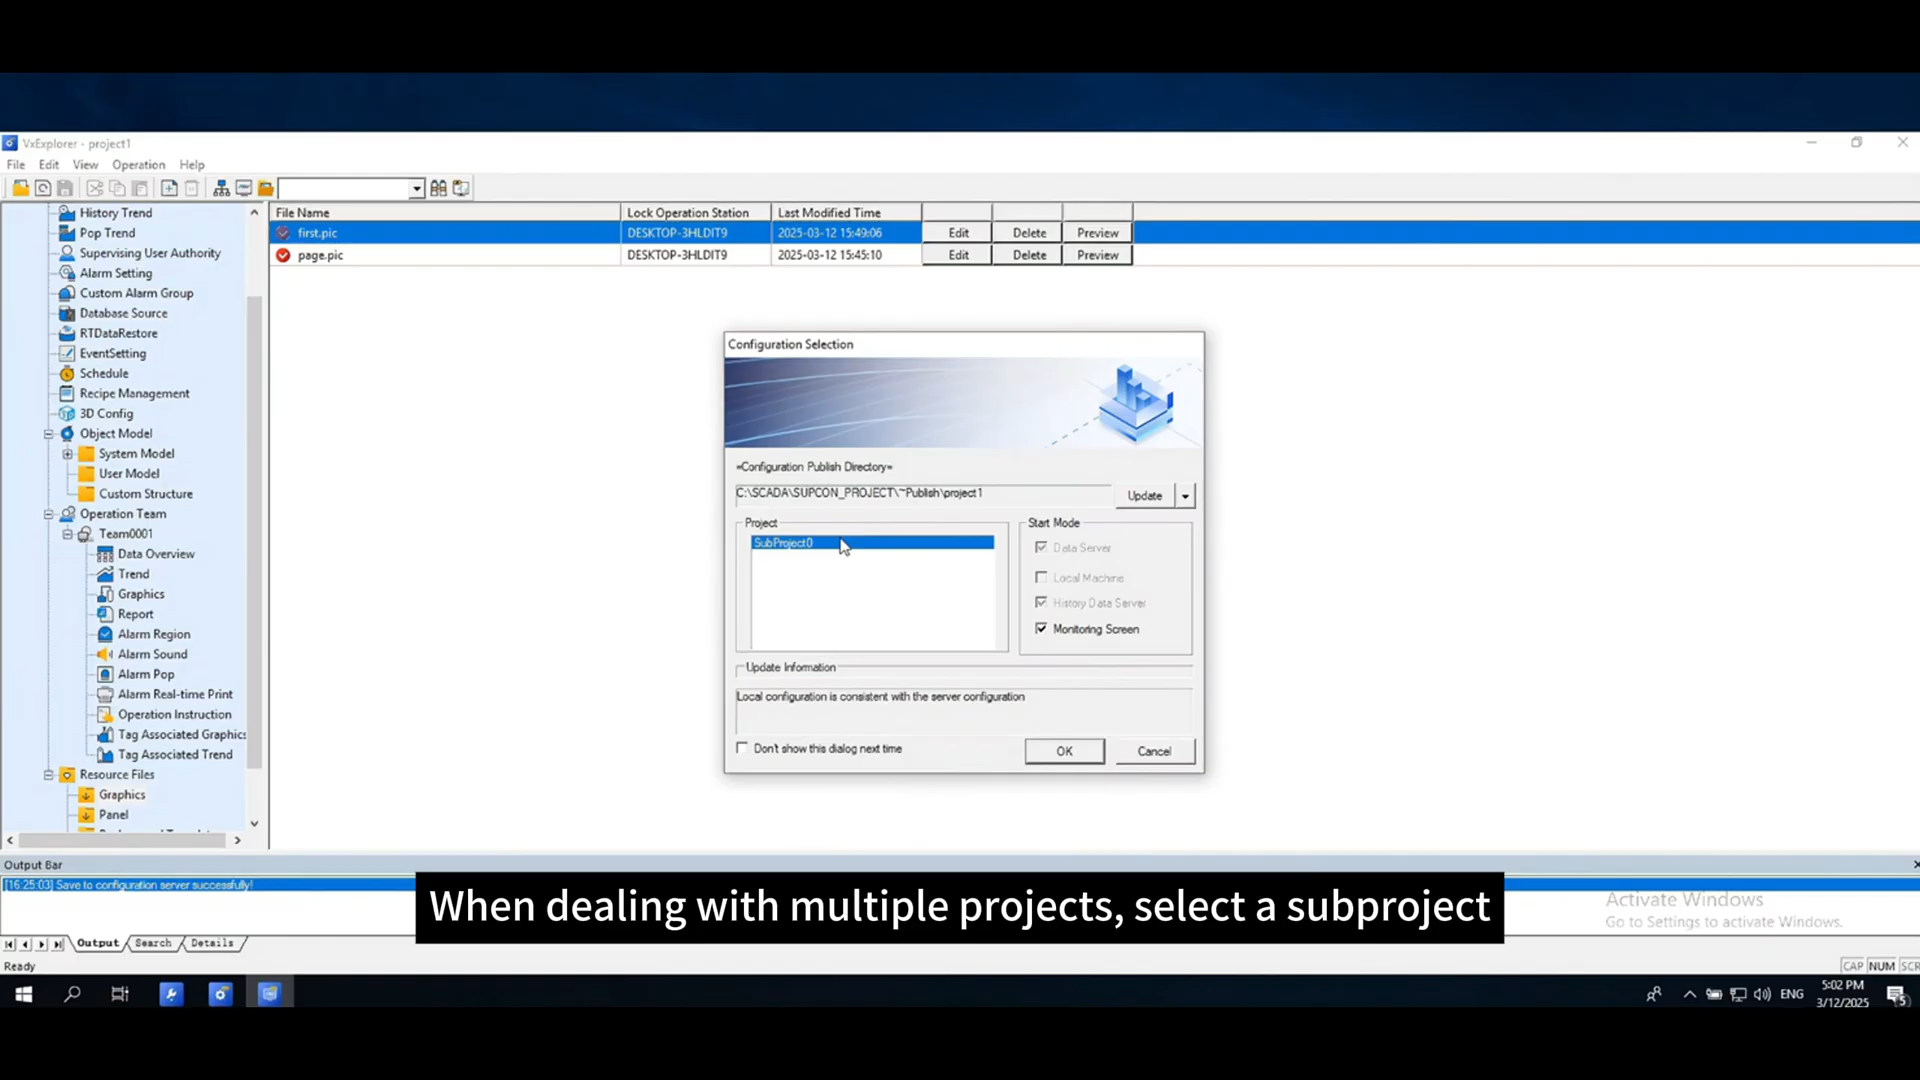 VxExplorer - project1
File Edit View Operation Help
History Trend
Pop Trend
Supervising User Authority
Alarm Setting
Custom Alarm Group
Database Source
RTDataRestore
EventSetting
Schedule
Recipe Management
3D Config
Object Model
System Model
User Model
Custom Structure
Operation Team
Team0001
Data Overview
Trend
Graphics
Report
Alarm Region
Alarm Sound
Alarm Pop
Alarm Real-time Print
Operation Instruction
Tag Associated Graphics
Tag Associated Trend
Resource Files
Graphics
Panel
File Name Lock Operation Station Last Modified Time
first.pic DESKTOP-3HLDIT9 2025-03-12 15:49:06 Edit Delete Preview
page.pic DESKTOP-3HLDIT9 2025-03-12 15:45:10 Edit Delete Preview
Configuration Selection
=Configuration Publish Directory=
C:\SCADA\SUPCON_PROJECT\~Publish\project1 Update
Project
SubProject0
Start Mode
Data Server
Local Machine
History Data Server
Monitoring Screen
Update Information
Local configuration is consistent with the server configuration
Don't show this dialog next time OK Cancel
Output Bar
[16:25:03] Save to configuration server successfully!
When dealing with multiple projects, select a subproject
Activate Windows
Go to Settings to activate Windows.
Output Search Details
Ready CAP NUM SCR
ENG 5:02 PM
3/12/2025
5